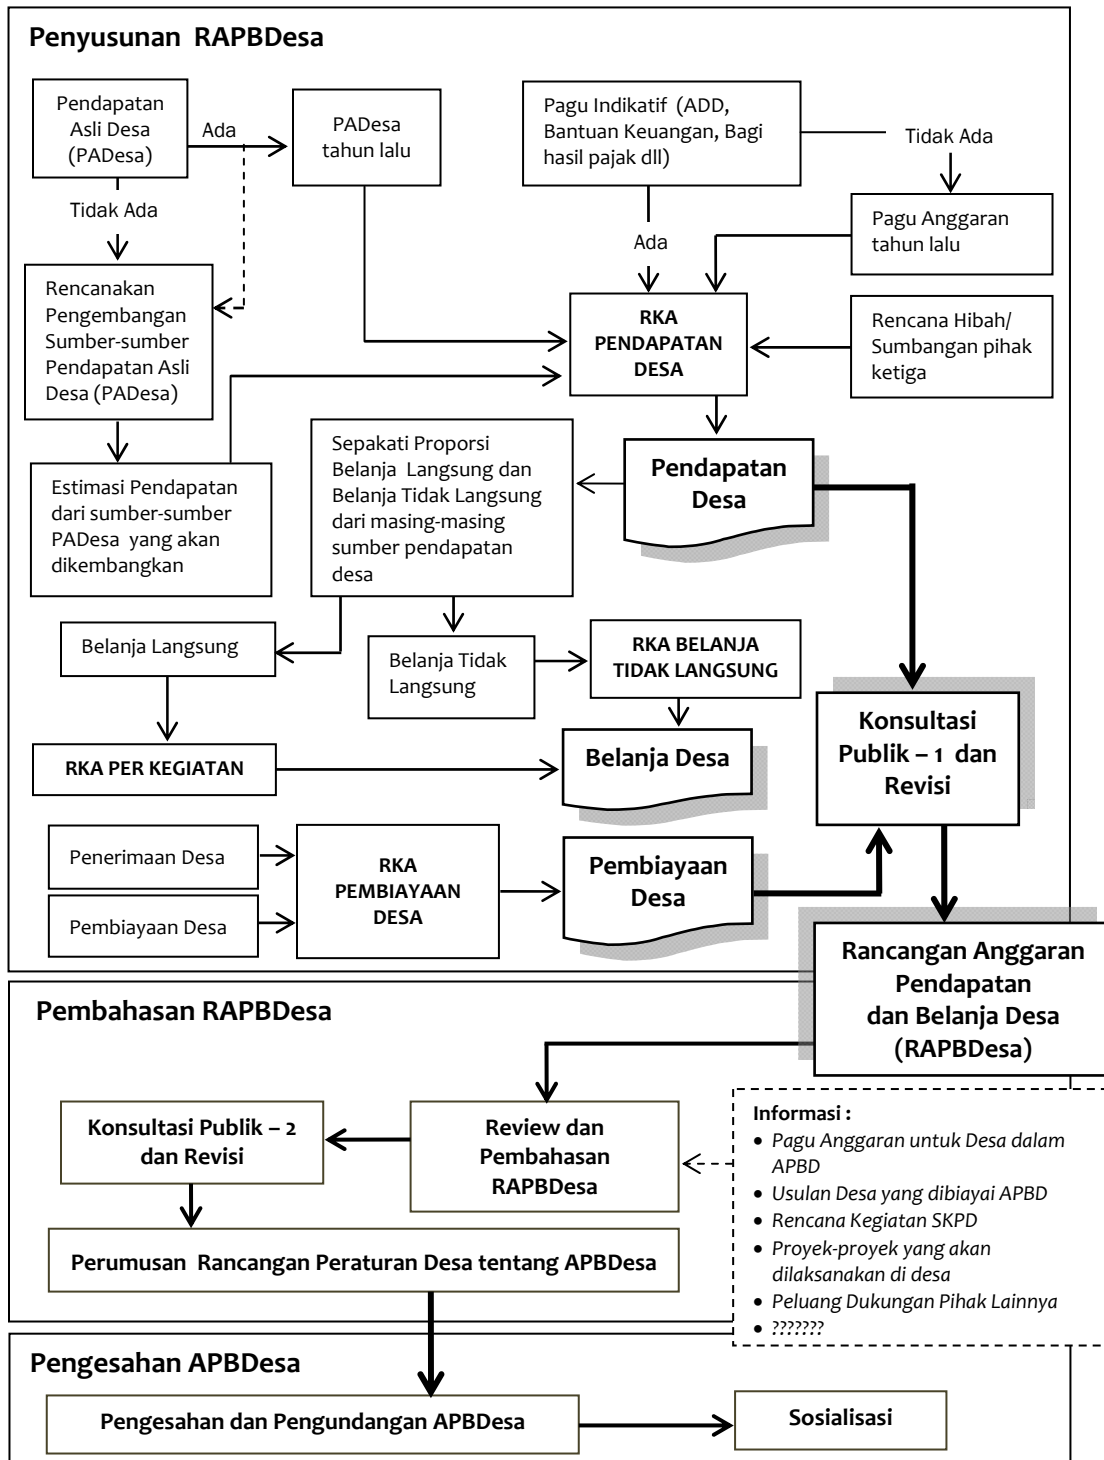 Penyusunan RAPBDesa
Pendapatan
Asli Desa
(PADesa)
Ada
PADesa
tahun lalu
Pagu Indikatif (ADD,
Bantuan Keuangan, Bagi
hasil pajak dll)
Tidak Ada
Tidak Ada
Ada
Pagu Anggaran
tahun lalu
Rencanakan
Pengembangan
Sumber-sumber
Pendapatan Asli
Desa (PADesa)
RKA
PENDAPATAN
DESA
Rencana Hibah/
Sumbangan pihak
ketiga
Estimasi Pendapatan
dari sumber-sumber
PADesa yang akan
dikembangkan
Sepakati Proporsi
Belanja Langsung dan
Belanja Tidak Langsung
dari masing-masing
sumber pendapatan
desa
Pendapatan
Desa
Belanja Langsung
Belanja Tidak
Langsung
RKA BELANJA
TIDAK LANGSUNG
Konsultasi
Publik – 1 dan
Revisi
RKA PER KEGIATAN
Belanja Desa
Penerimaan Desa
Pembiayaan Desa
RKA
PEMBIAYAAN
DESA
Pembiayaan
Desa
Rancangan Anggaran
Pendapatan
dan Belanja Desa
(RAPBDesa)
Pembahasan RAPBDesa
Konsultasi Publik – 2
dan Revisi
Review dan
Pembahasan
RAPBDesa
Informasi :
• Pagu Anggaran untuk Desa dalam
APBD
• Usulan Desa yang dibiayai APBD
• Rencana Kegiatan SKPD
• Proyek-proyek yang akan
dilaksanakan di desa
• Peluang Dukungan Pihak Lainnya
• ???????
Perumusan Rancangan Peraturan Desa tentang APBDesa
Pengesahan APBDesa
Pengesahan dan Pengundangan APBDesa
Sosialisasi